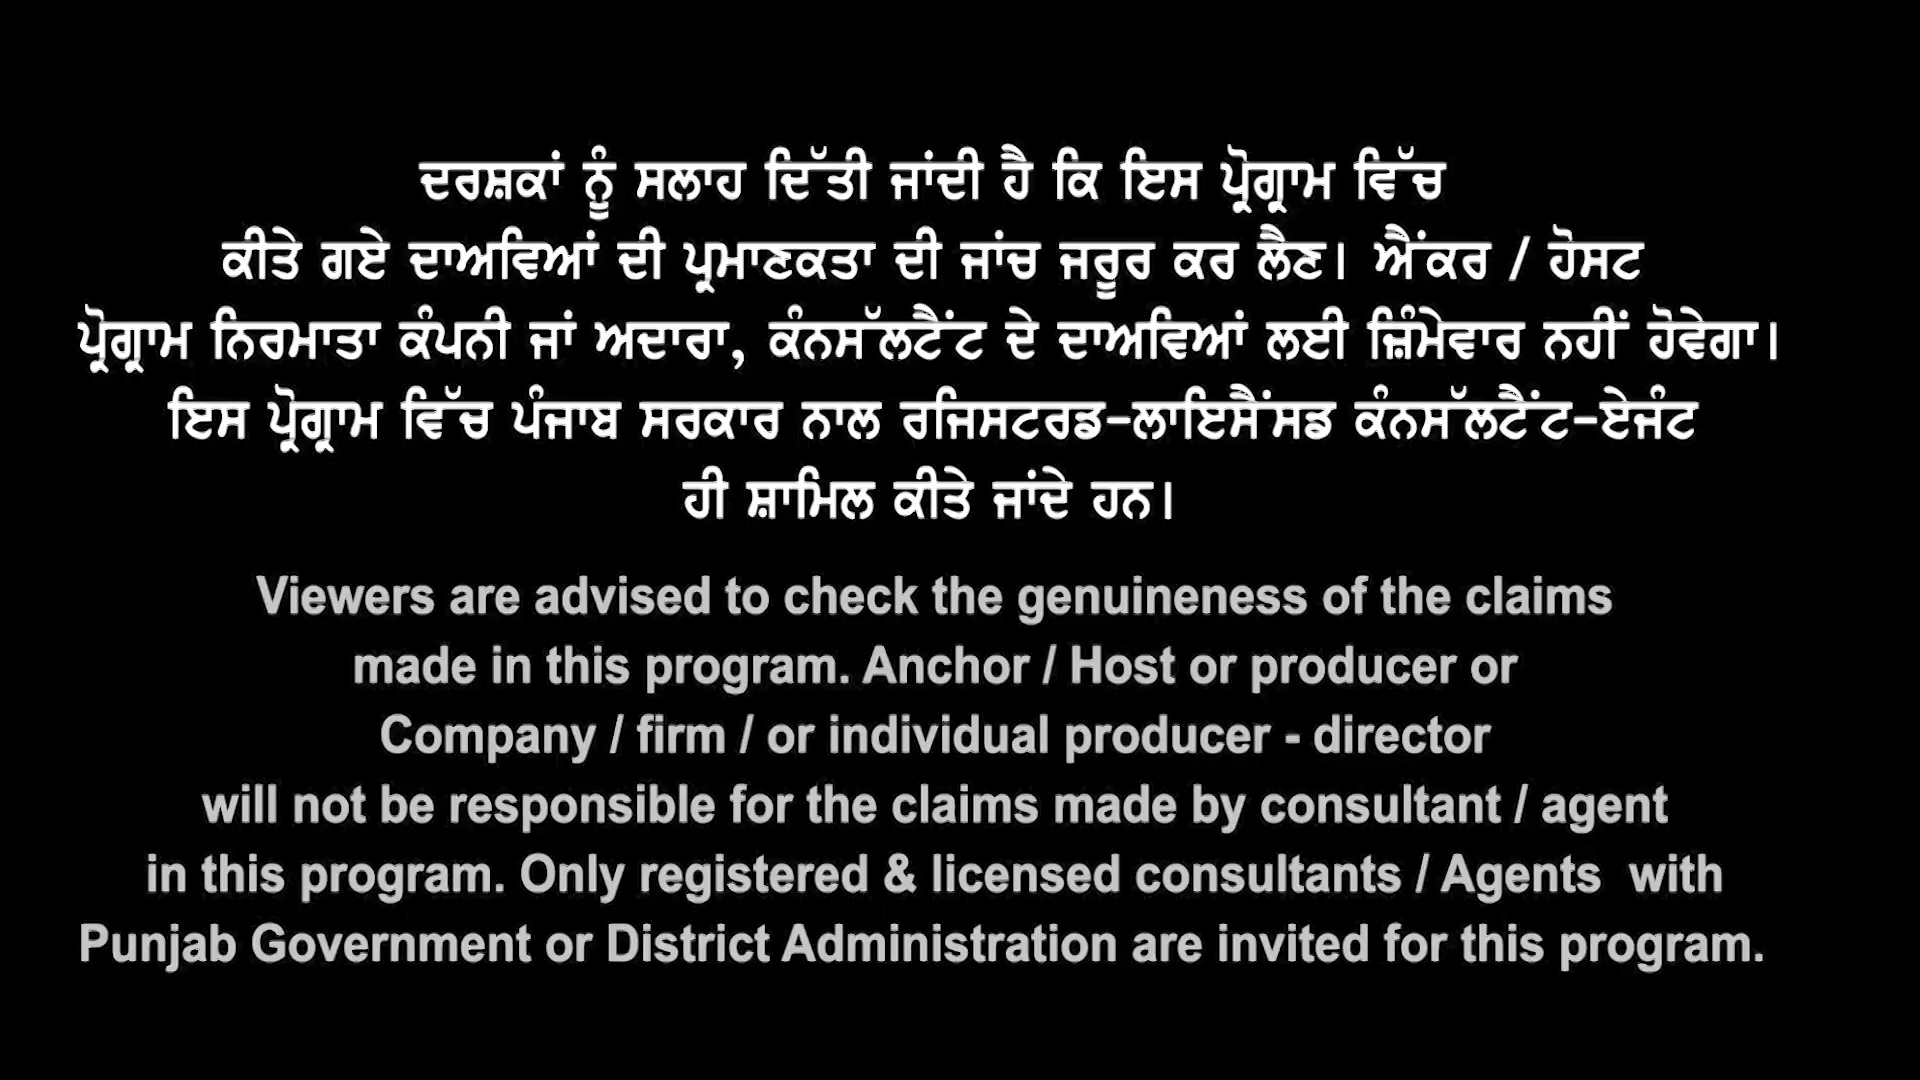 ਦਰਸ਼ਕਾਂ ਨੂੰ ਸਲਾਹ ਦਿੱਤੀ ਜਾਂਦੀ ਹੈ ਕਿ ਇਸ ਪ੍ਰੋਗ੍ਰਾਮ ਵਿੱਚ
ਕੀਤੇ ਗਏ ਦਾਅਵਿਆਂ ਦੀ ਪ੍ਰਮਾਣਕਤਾ ਦੀ ਜਾਂਚ ਜਰੂਰ ਕਰ ਲੈਣ। ਐਂਕਰ / ਹੋਸਟ
ਪ੍ਰੋਗ੍ਰਾਮ ਨਿਰਮਾਤਾ ਕੰਪਨੀ ਜਾਂ ਅਦਾਰਾ, ਕੰਨਸੱਲਟੈਂਟ ਦੇ ਦਾਅਵਿਆਂ ਲਈ ਜ਼ਿੰਮੇਵਾਰ ਨਹੀਂ ਹੋਵੇਗਾ।
ਇਸ ਪ੍ਰੋਗ੍ਰਾਮ ਵਿੱਚ ਪੰਜਾਬ ਸਰਕਾਰ ਨਾਲ ਰਜਿਸਟਰਡ-ਲਾਇਸੈਂਸਡ ਕੰਨਸੱਲਟੈਂਟ-ਏਜੰਟ
ਹੀ ਸ਼ਾਮਿਲ ਕੀਤੇ ਜਾਂਦੇ ਹਨ।
Viewers are advised to check the genuineness of the claims
made in this program. Anchor / Host or producer or
Company / firm / or individual producer - director
will not be responsible for the claims made by consultant / agent
in this program. Only registered & licensed consultants / Agents with
Punjab Government or District Administration are invited for this program.